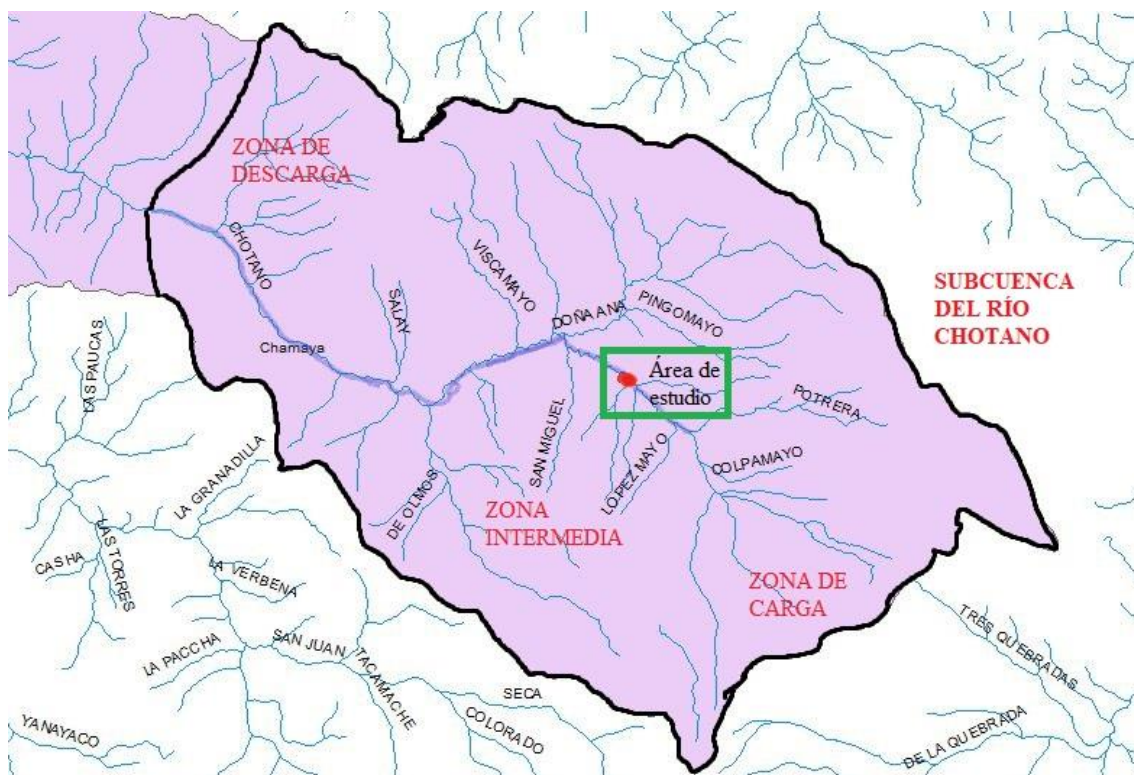 ZONA DE
DESCARGA
CHOTANO
VISCAMAYO
SALAY
DOÑA ANA
PINGOMAYO
SUBCUENCA
DEL RÍO
CHOTANO
Chamaya
LAS PAUCAS
Área de
estudio
POTRERA
SAN MIGUEL
LOPEZ MAYO
COLPAMAYO
LA GRANADILLA
DE OLMOS
ZONA
INTERMEDIA
CASHA
LAS TORRES
LA VERBENA
ZONA DE
CARGA
LA PACCHA
SAN JUAN
TACAMACHE
TRES QUEBRADAS
SECA
COLORADO
YANAYACO
DE LA QUEBRADA